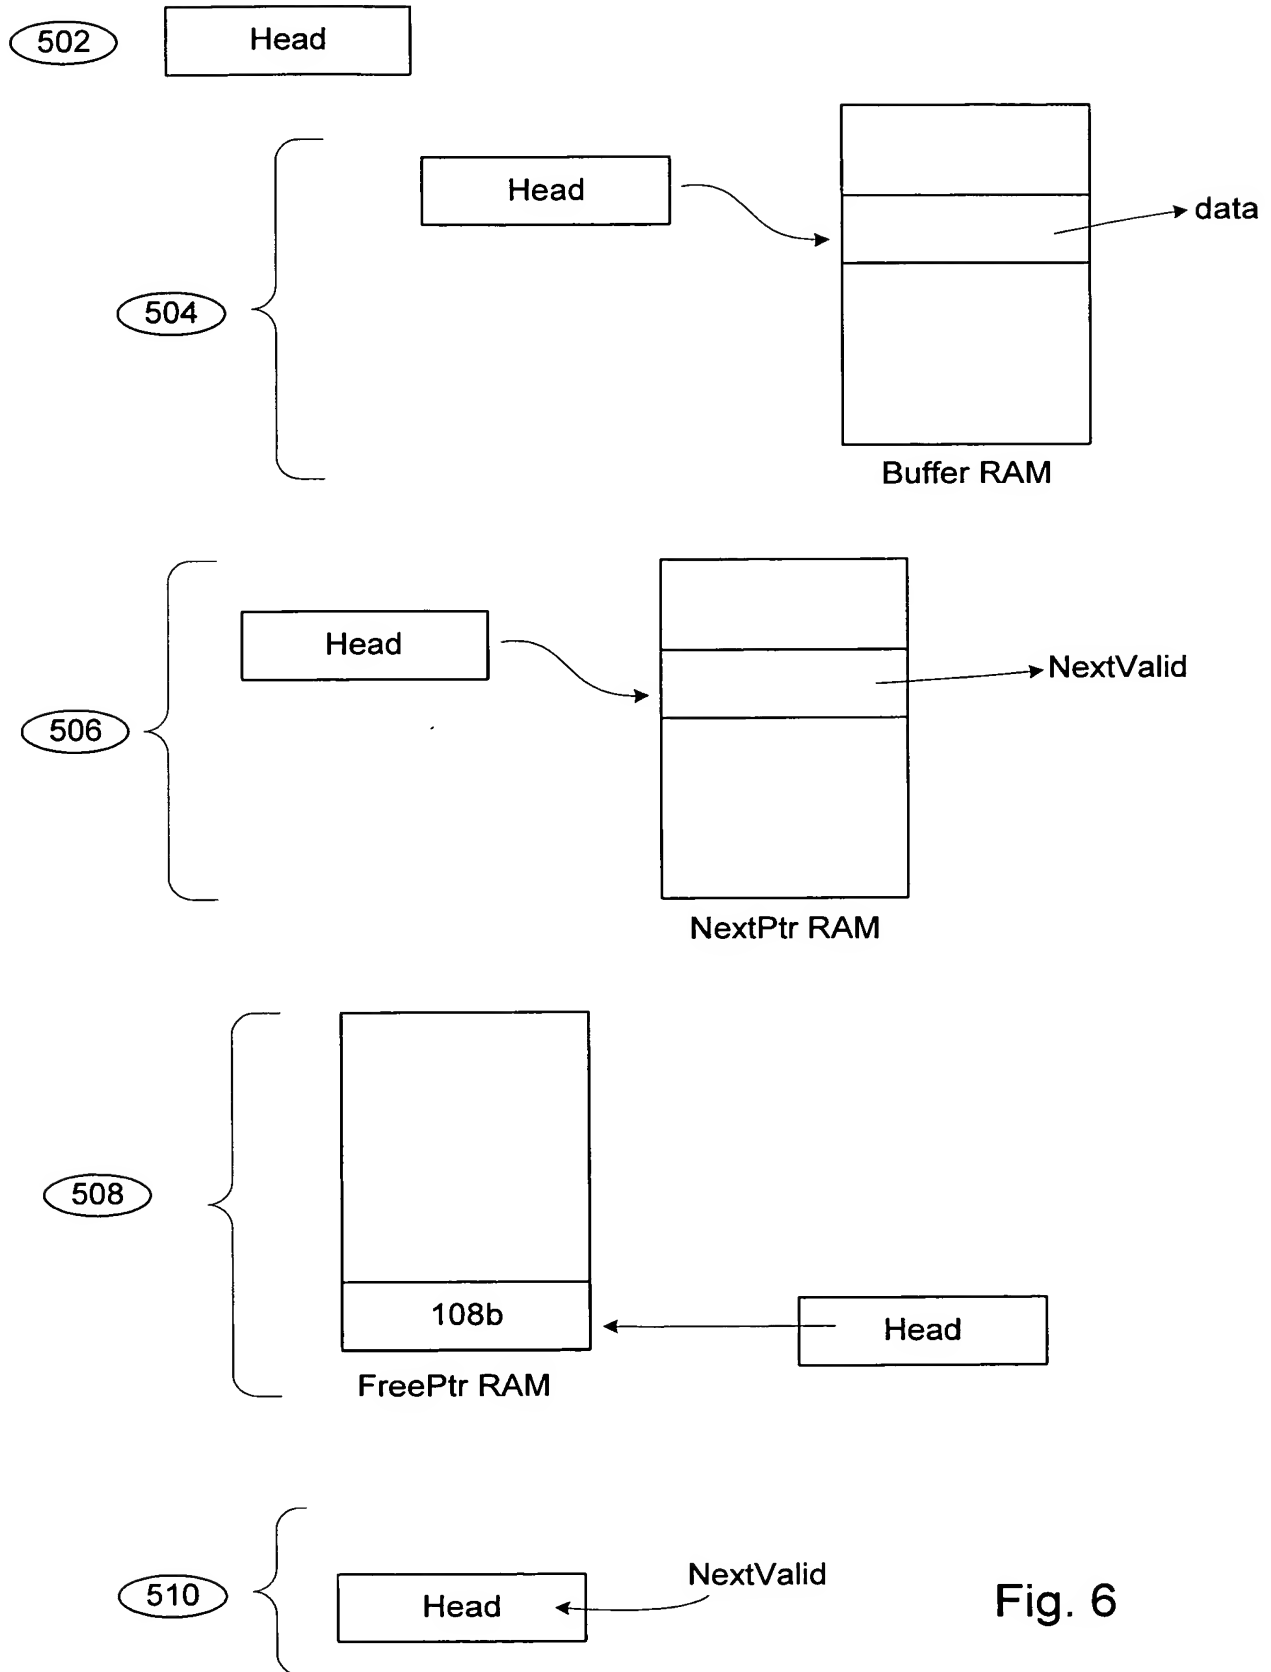 502
Head
Head
data
504
Buffer RAM
Head
NextValid
506
NextPtr RAM
508
108b
Head
FreePtr RAM
510
Head
NextValid
Fig. 6